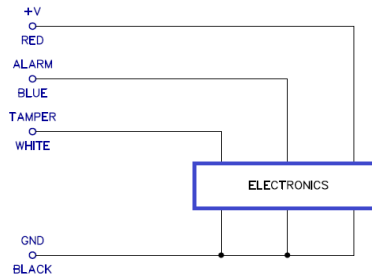 +V
RED
ALARM
BLUE
TAMPER
WHITE
ELECTRONICS
GND
BLACK